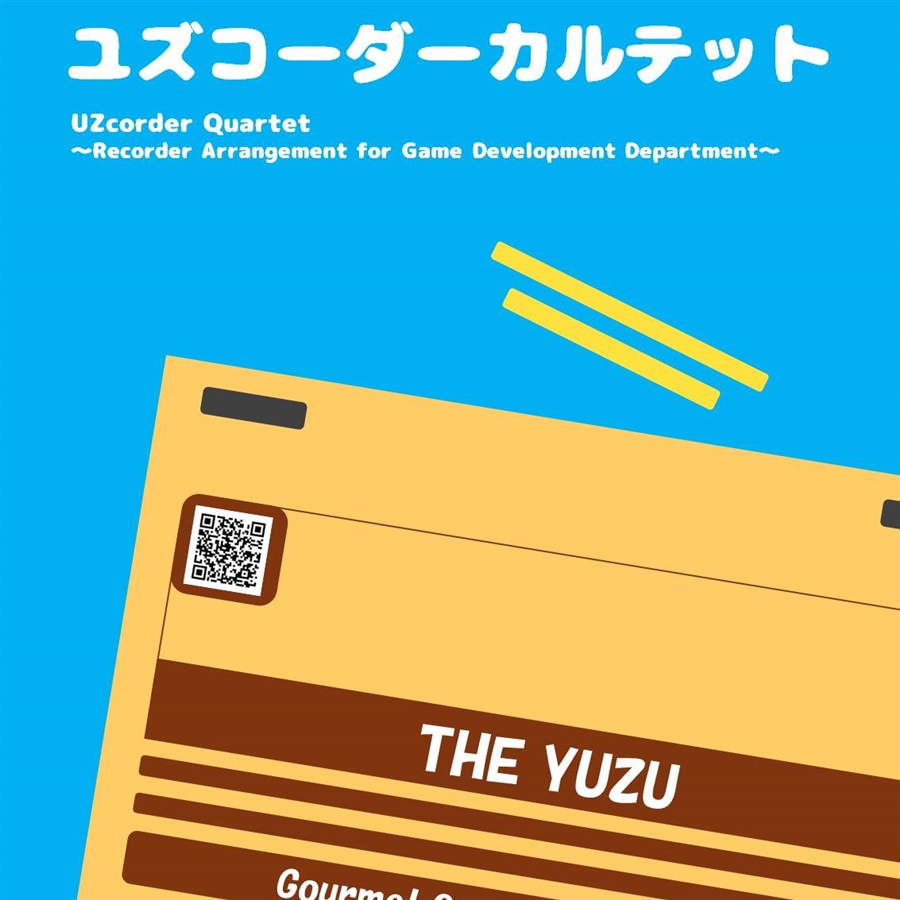 ユズコーダーカルテット
UZcorder Quartet
～Recorder Arrangement for Game Development Department～
THE YUZU